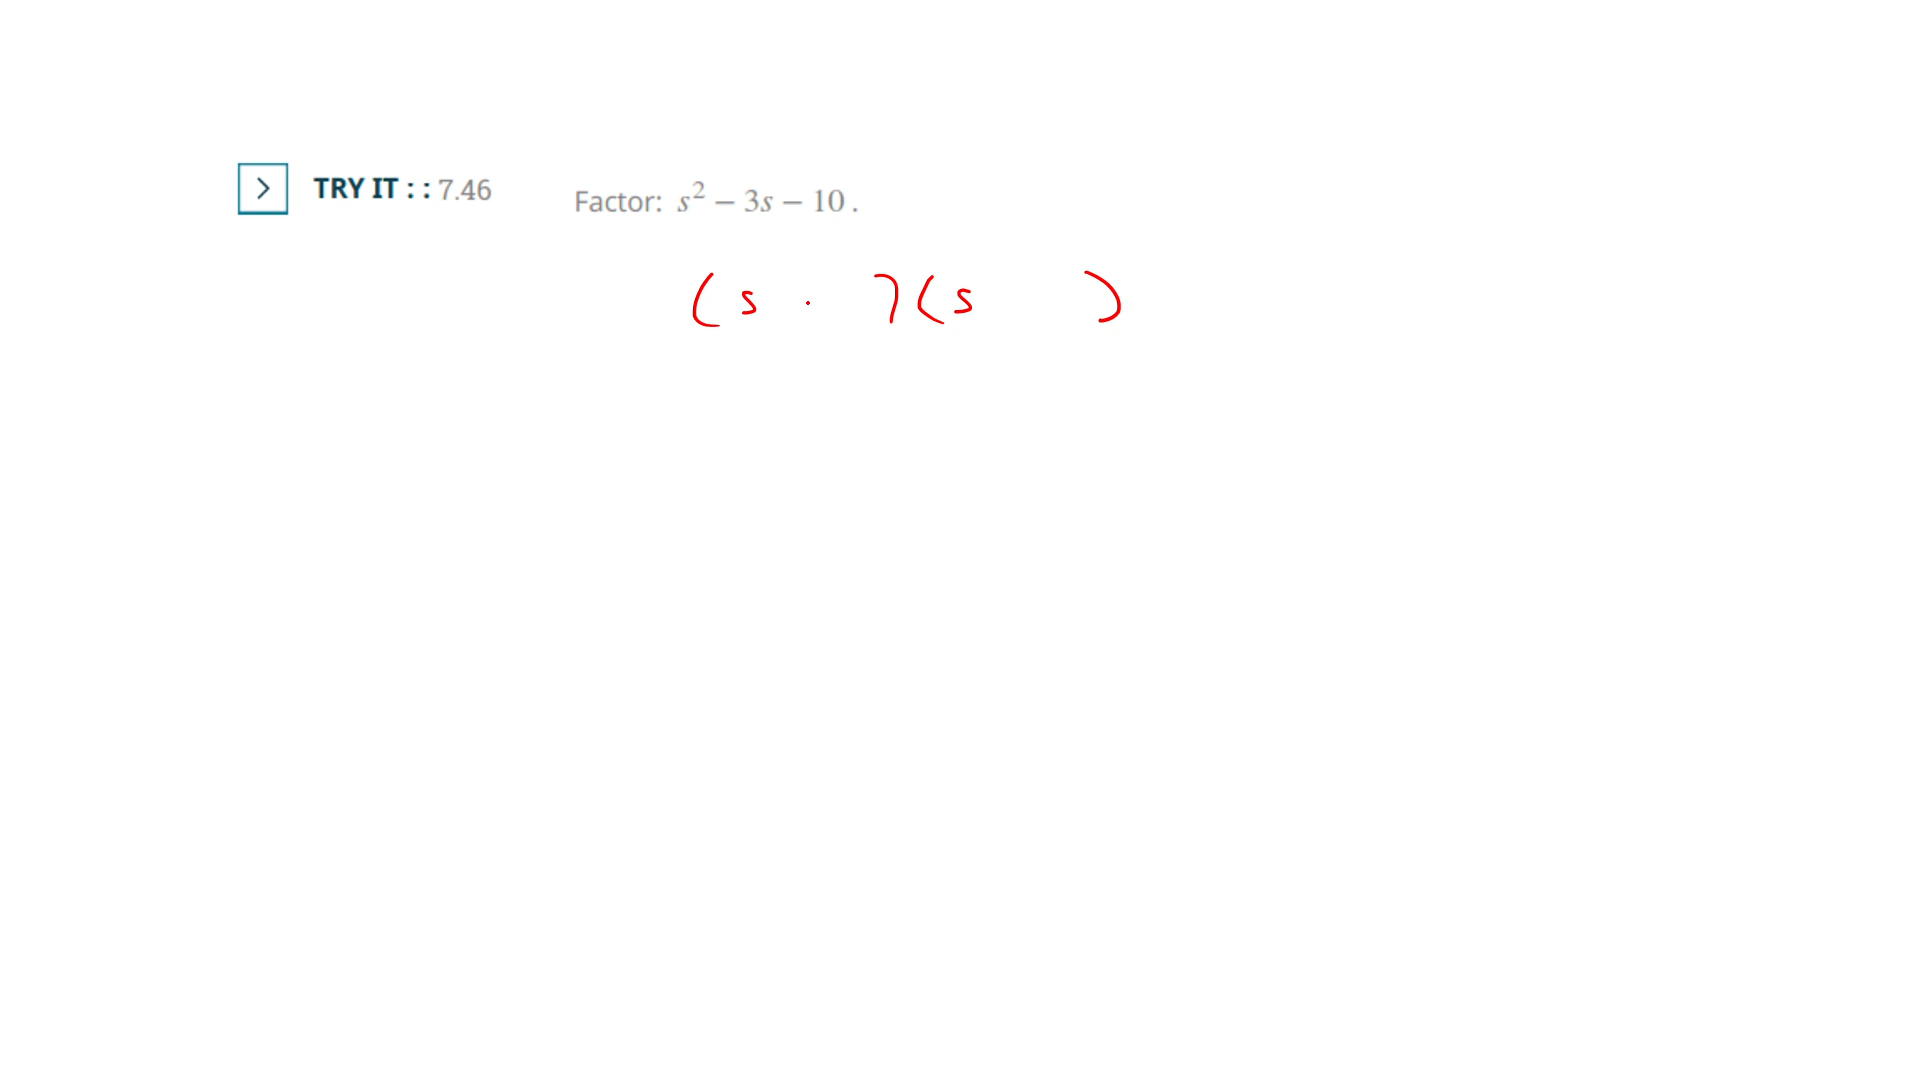 > TRY IT : : 7.46 Factor: s² − 3s − 10 .
(s · )(s )